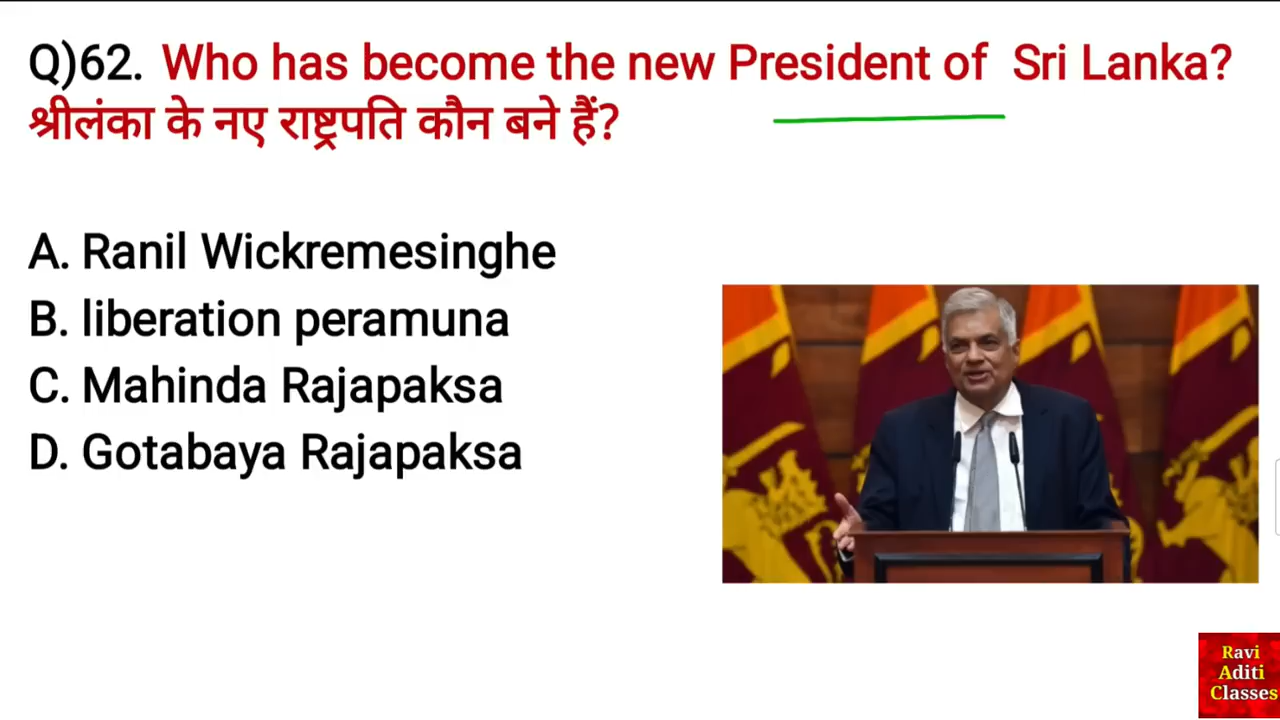 Q)62. Who has become the new President of Sri Lanka?
श्रीलंका के नए राष्ट्रपति कौन बने हैं?
A. Ranil Wickremesinghe
B. liberation peramuna
C. Mahinda Rajapaksa
D. Gotabaya Rajapaksa
Ravi
Aditi
Classes